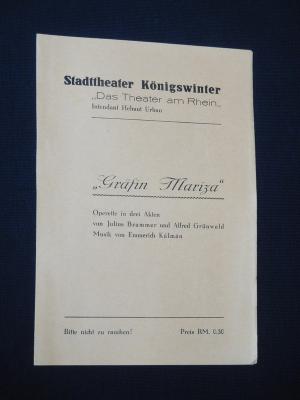 Stadttheater Königswinter
„Das Theater am Rhein„
Intendant Helmut Urban
„Gräfin Mariza“
Operette in drei Akten
von Julius Brammer und Alfred Grünwald
Musik von Emmerich Kálmán
Bitte nicht zu rauchen! Preis RM. 0.30